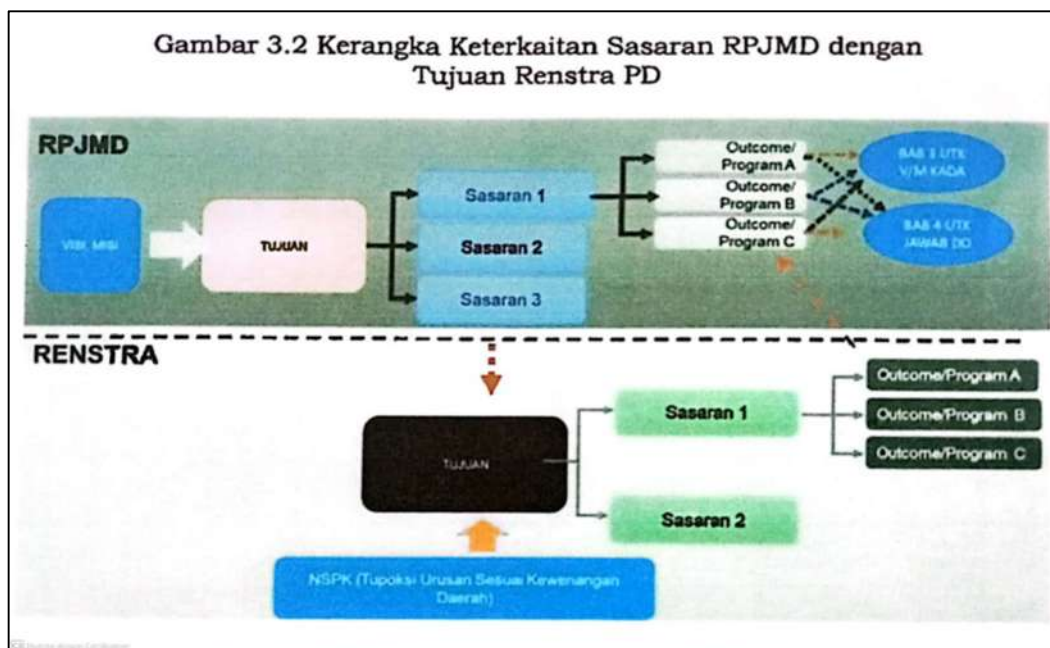 Gambar 3.2 Kerangka Keterkaitan Sasaran RPJMD dengan
Tujuan Renstra PD
RPJMD
VISI, MISI
TUJUAN
Sasaran 1
Sasaran 2
Sasaran 3
Outcome/
Program A
Outcome/
Program B
Outcome/
Program C
BAB 3 UTK
V/M KADA
BAB 4 UTK
JAWAB
RENSTRA
TUJUAN
Sasaran 1
Sasaran 2
Outcome/Program A
Outcome/Program B
Outcome/Program C
NSPK (Tupoksi Urusan Sesuai Kewenangan
Daerah)